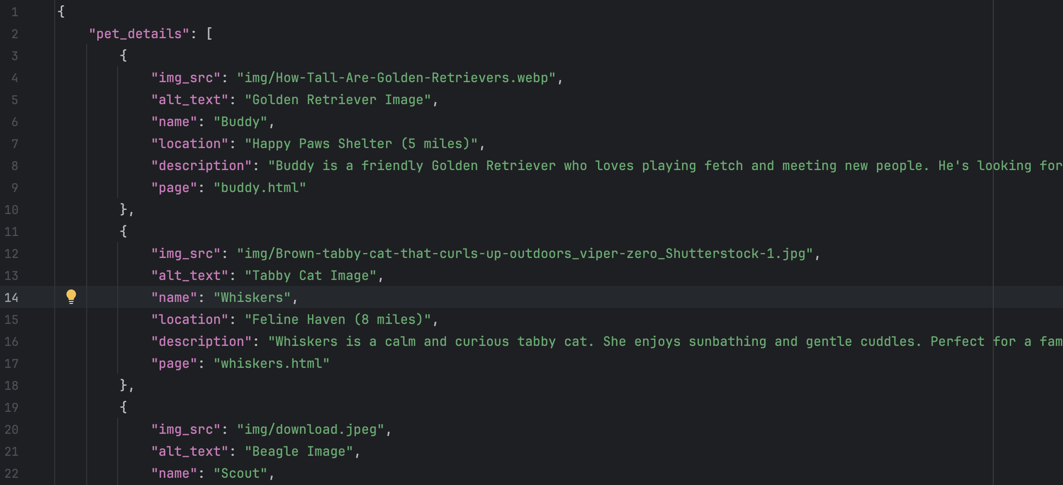 1 {
2 "pet_details": [
3 {
4 "img_src": "img/How-Tall-Are-Golden-Retrievers.webp",
5 "alt_text": "Golden Retriever Image",
6 "name": "Buddy",
7 "location": "Happy Paws Shelter (5 miles)",
8 "description": "Buddy is a friendly Golden Retriever who loves playing fetch and meeting new people. He's looking for
9 "page": "buddy.html"
10 },
11 {
12 "img_src": "img/Brown-tabby-cat-that-curls-up-outdoors_viper-zero_Shutterstock-1.jpg",
13 "alt_text": "Tabby Cat Image",
14 "name": "Whiskers",
15 "location": "Feline Haven (8 miles)",
16 "description": "Whiskers is a calm and curious tabby cat. She enjoys sunbathing and gentle cuddles. Perfect for a fam
17 "page": "whiskers.html"
18 },
19 {
20 "img_src": "img/download.jpeg",
21 "alt_text": "Beagle Image",
22 "name": "Scout",